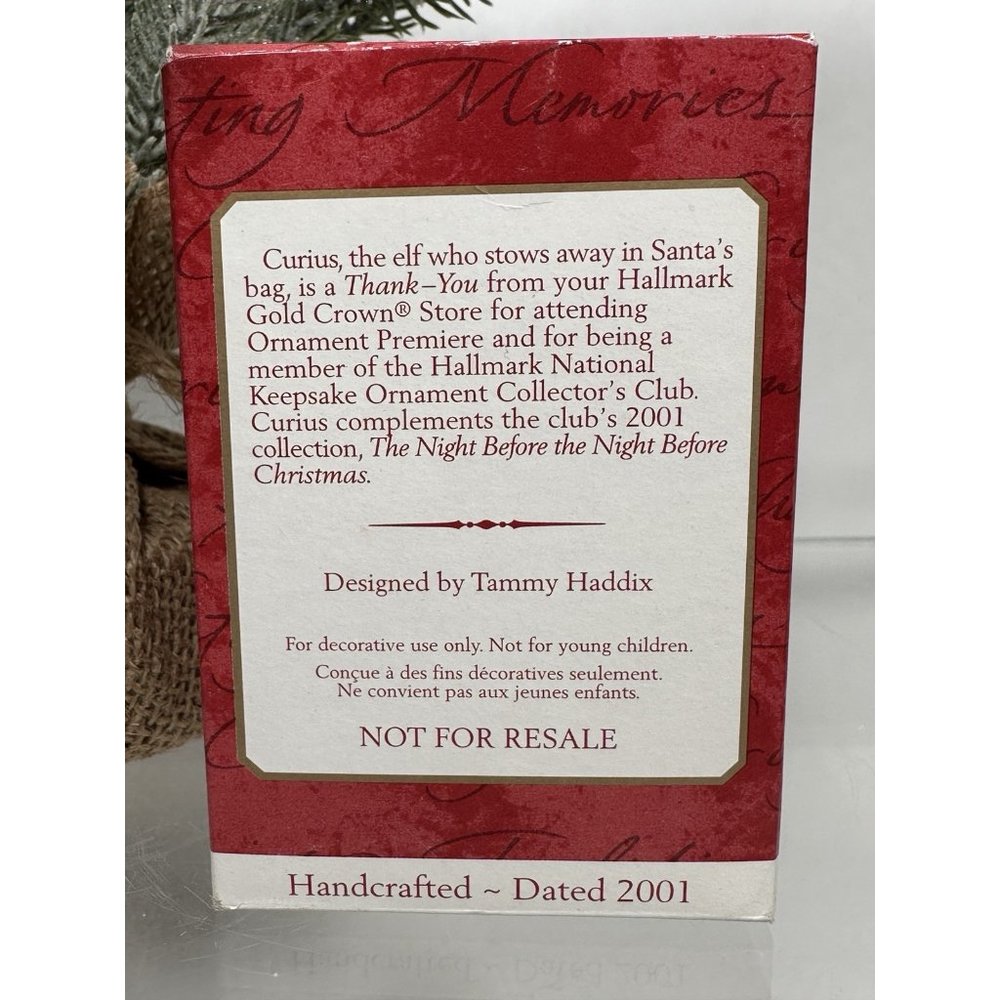 ting Memories
Curius, the elf who stows away in Santa's
bag, is a Thank–You from your Hallmark
Gold Crown® Store for attending
Ornament Premiere and for being a
member of the Hallmark National
Keepsake Ornament Collector's Club.
Curius complements the club's 2001
collection, The Night Before the Night Before
Christmas.
Designed by Tammy Haddix
For decorative use only. Not for young children.
Conçue à des fins décoratives seulement.
Ne convient pas aux jeunes enfants.
NOT FOR RESALE
Handcrafted ~ Dated 2001